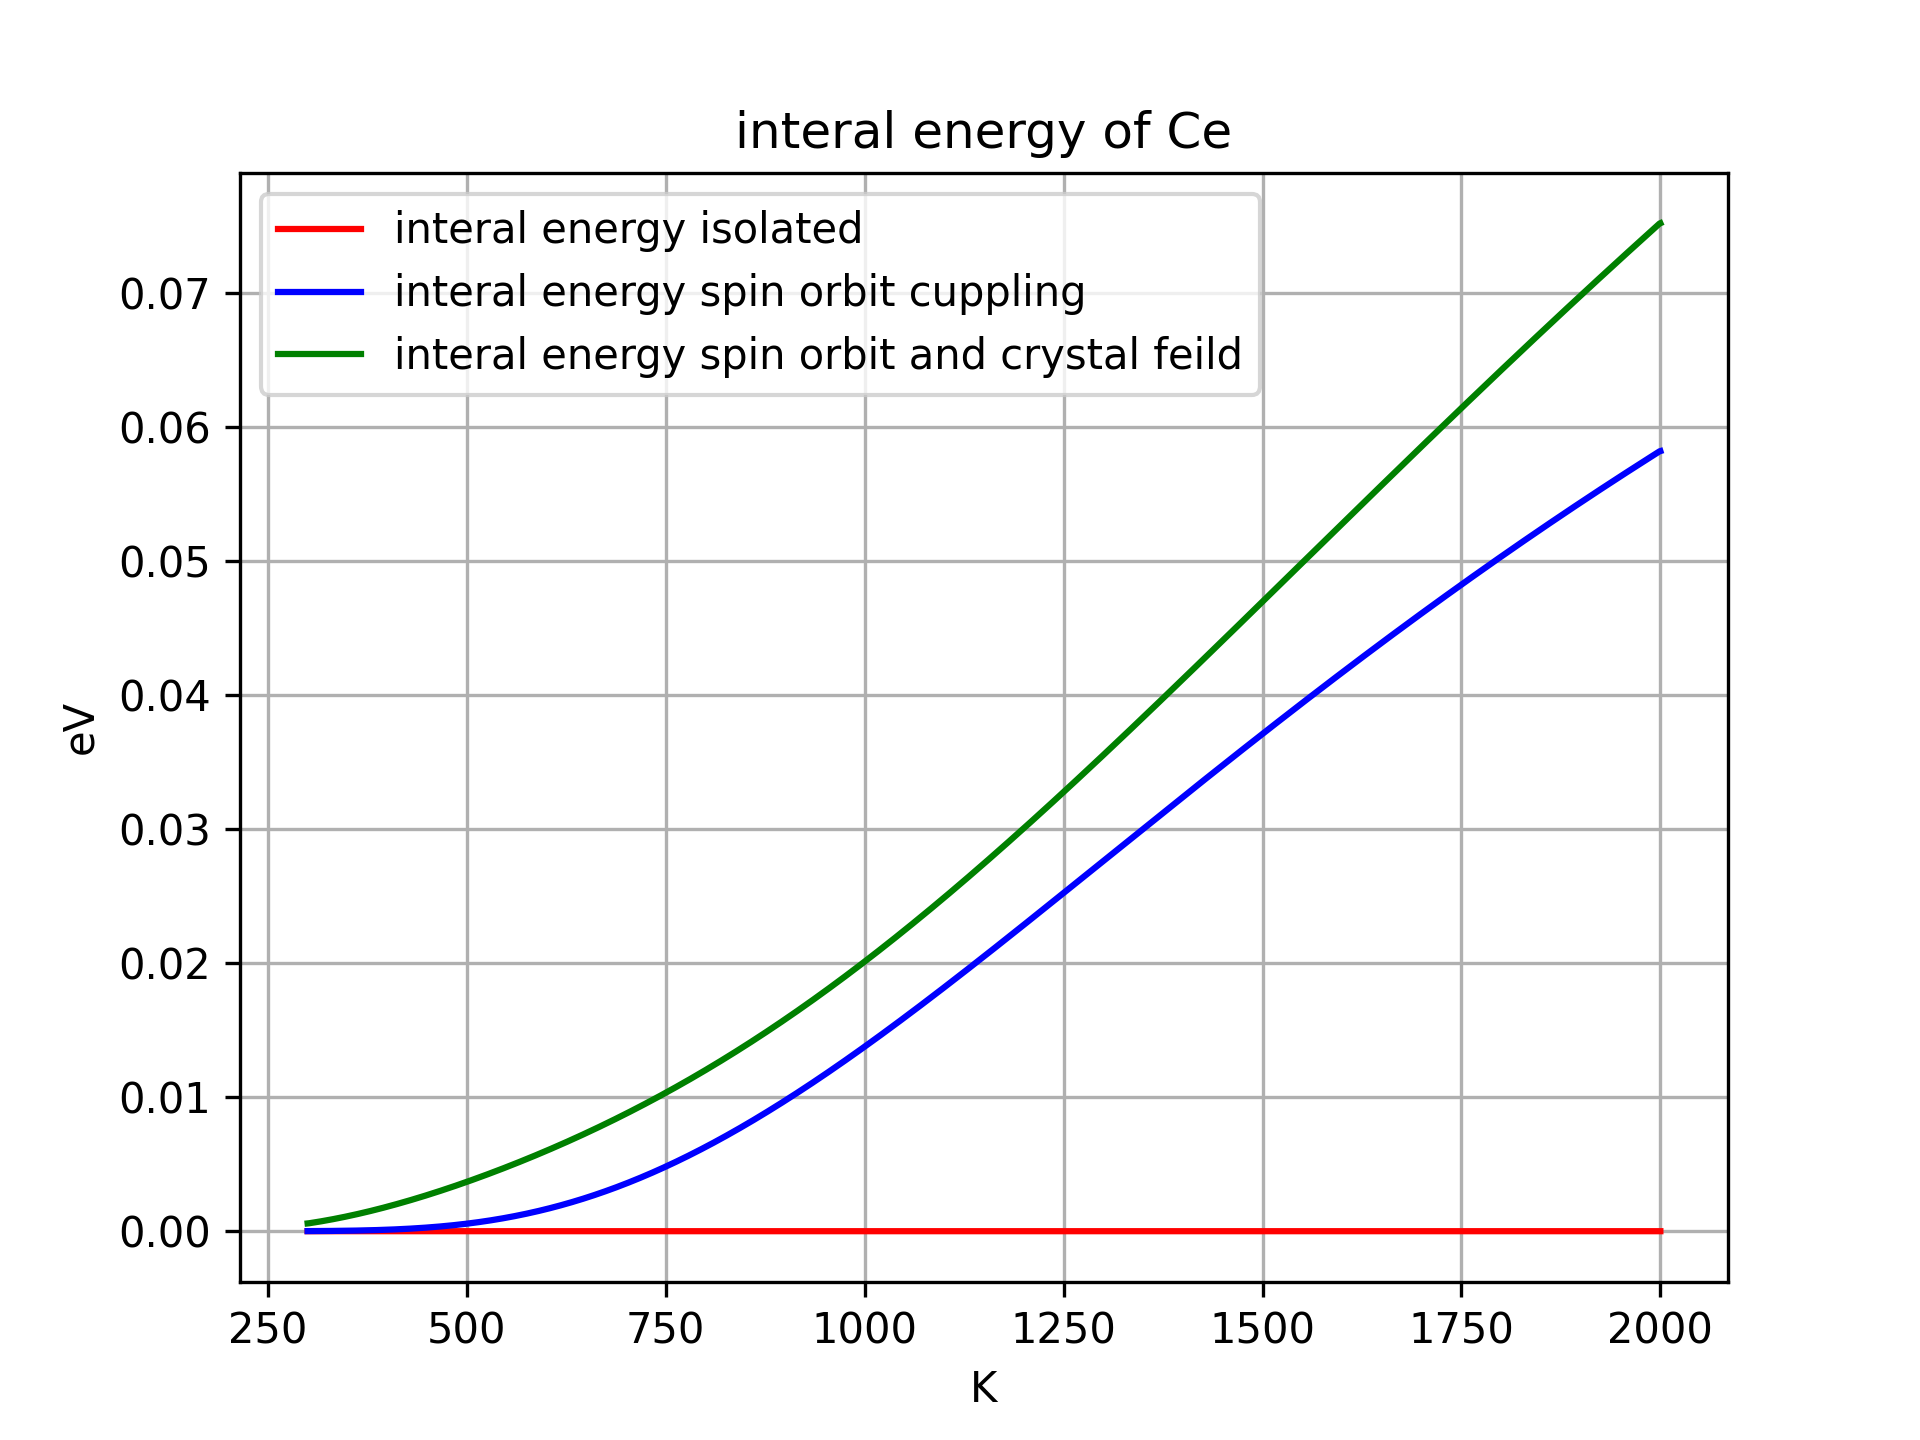 interal energy of Ce
interal energy isolated
interal energy spin orbit cuppling
interal energy spin orbit and crystal feild
eV
0.07
0.06
0.05
0.04
0.03
0.02
0.01
0.00
250 500 750 1000 1250 1500 1750 2000
K